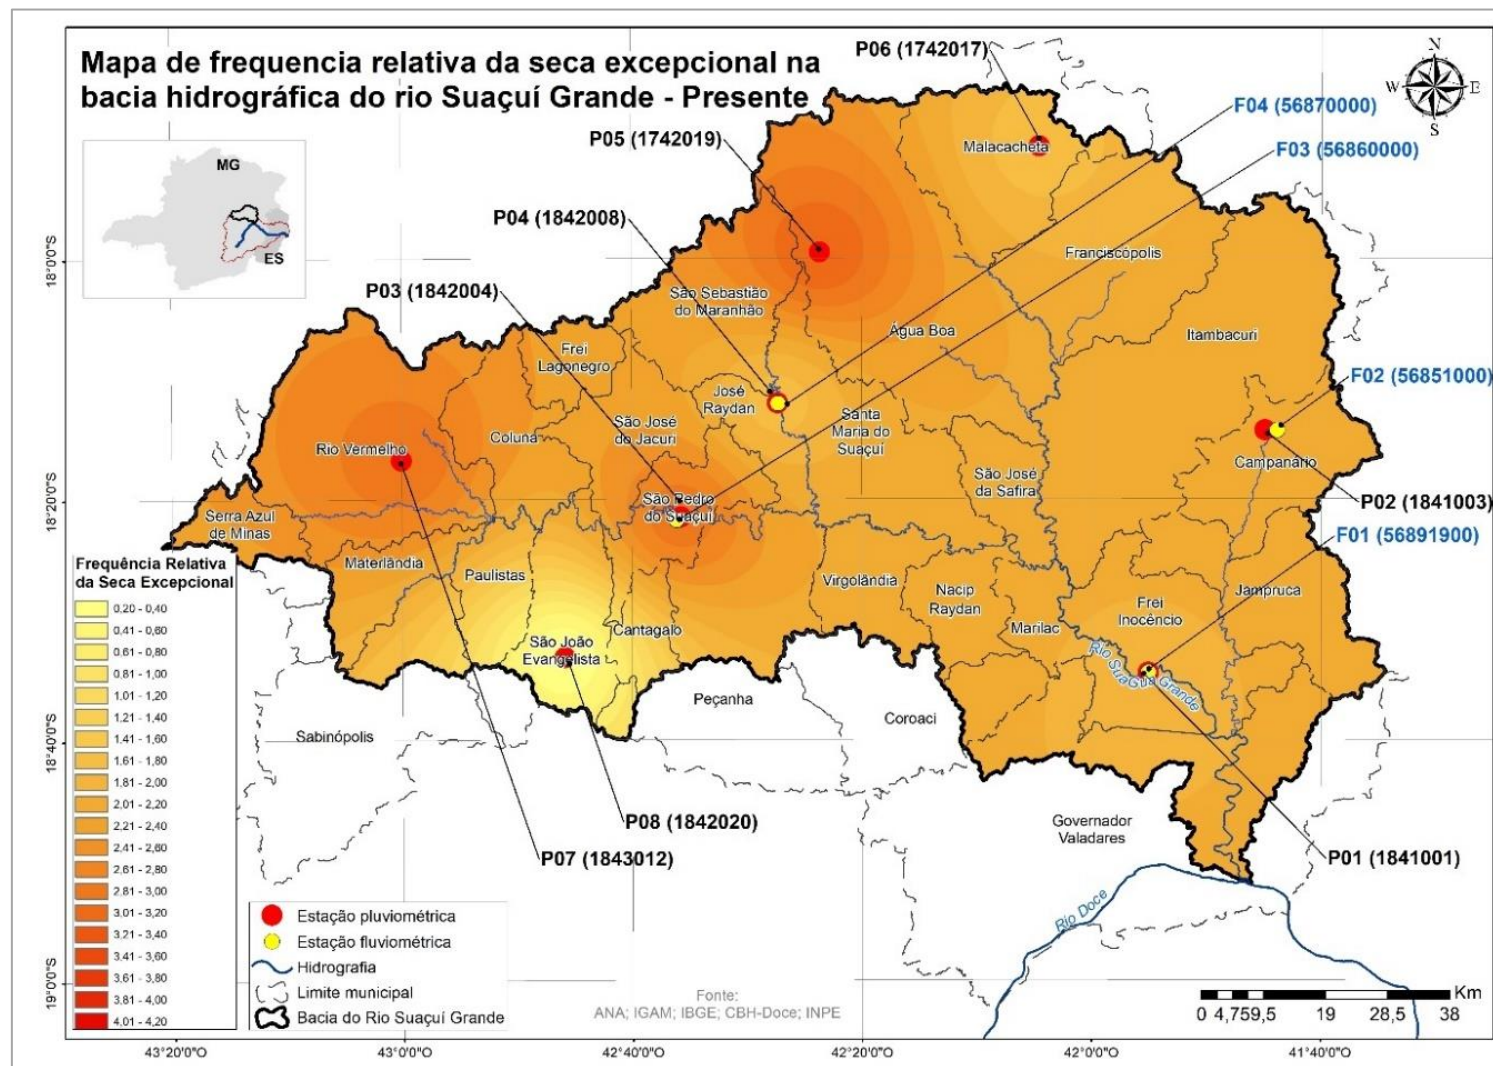 Mapa de frequencia relativa da seca excepcional na
bacia hidrográfica do rio Suaçuí Grande - Presente
MG
ES
P06 (1742017)
P05 (1742019)
P04 (1842008)
P03 (1842004)
F04 (56870000)
F03 (56860000)
F02 (56851000)
P02 (1841003)
F01 (56891900)
P01 (1841001)
P08 (1842020)
P07 (1843012)
N
W
E
S
Malacacheta
Franciscópolis
São Sebastião
do Maranhão
Água Boa
Itambacuri
Frei
Lagonegro
José
Raydan
Santa
Maria do
Suaçuí
São José
do Jacuri
Coluna
Rio Vermelho
Campanário
São José
da Safira
São Pedro
do Suaçuí
Serra Azul
de Minas
Materlândia
Paulistas
Virgolândia
Nacip
Raydan
Frei
Inocêncio
Jampruca
Marilac
Cantagalo
São João
Evangelista
Rio Suaçuí Grande
Peçanha
Coroaci
Sabinópolis
Governador
Valadares
Rio Doce
Frequência Relativa
da Seca Excepcional
0,20 - 0,40
0,41 - 0,60
0,61 - 0,80
0,81 - 1,00
1,01 - 1,20
1,21 - 1,40
1,41 - 1,60
1,61 - 1,80
1,81 - 2,00
2,01 - 2,20
2,21 - 2,40
2,41 - 2,60
2,61 - 2,80
2,81 - 3,00
3,01 - 3,20
3,21 - 3,40
3,41 - 3,60
3,61 - 3,80
3,81 - 4,00
4,01 - 4,20
Estação pluviométrica
Estação fluviométrica
Hidrografia
Limite municipal
Bacia do Rio Suaçuí Grande
Fonte:
ANA; IGAM; IBGE; CBH-Doce; INPE
Km
0 4,759,5 19 28,5 38
18°0'0"S
18°20'0"S
18°40'0"S
19°0'0"S
43°20'0"O 43°0'0"O 42°40'0"O 42°20'0"O 42°0'0"O 41°40'0"O